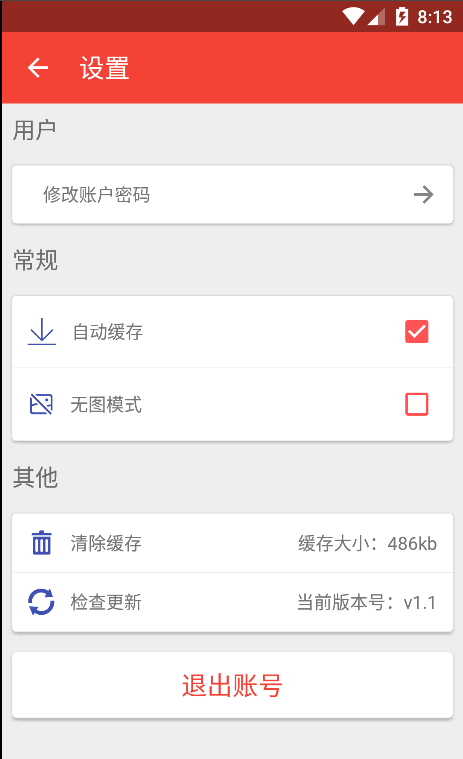 8:13
设置
用户
修改账户密码
常规
自动缓存
无图模式
其他
清除缓存 缓存大小：486kb
检查更新 当前版本号：v1.1
退出账号